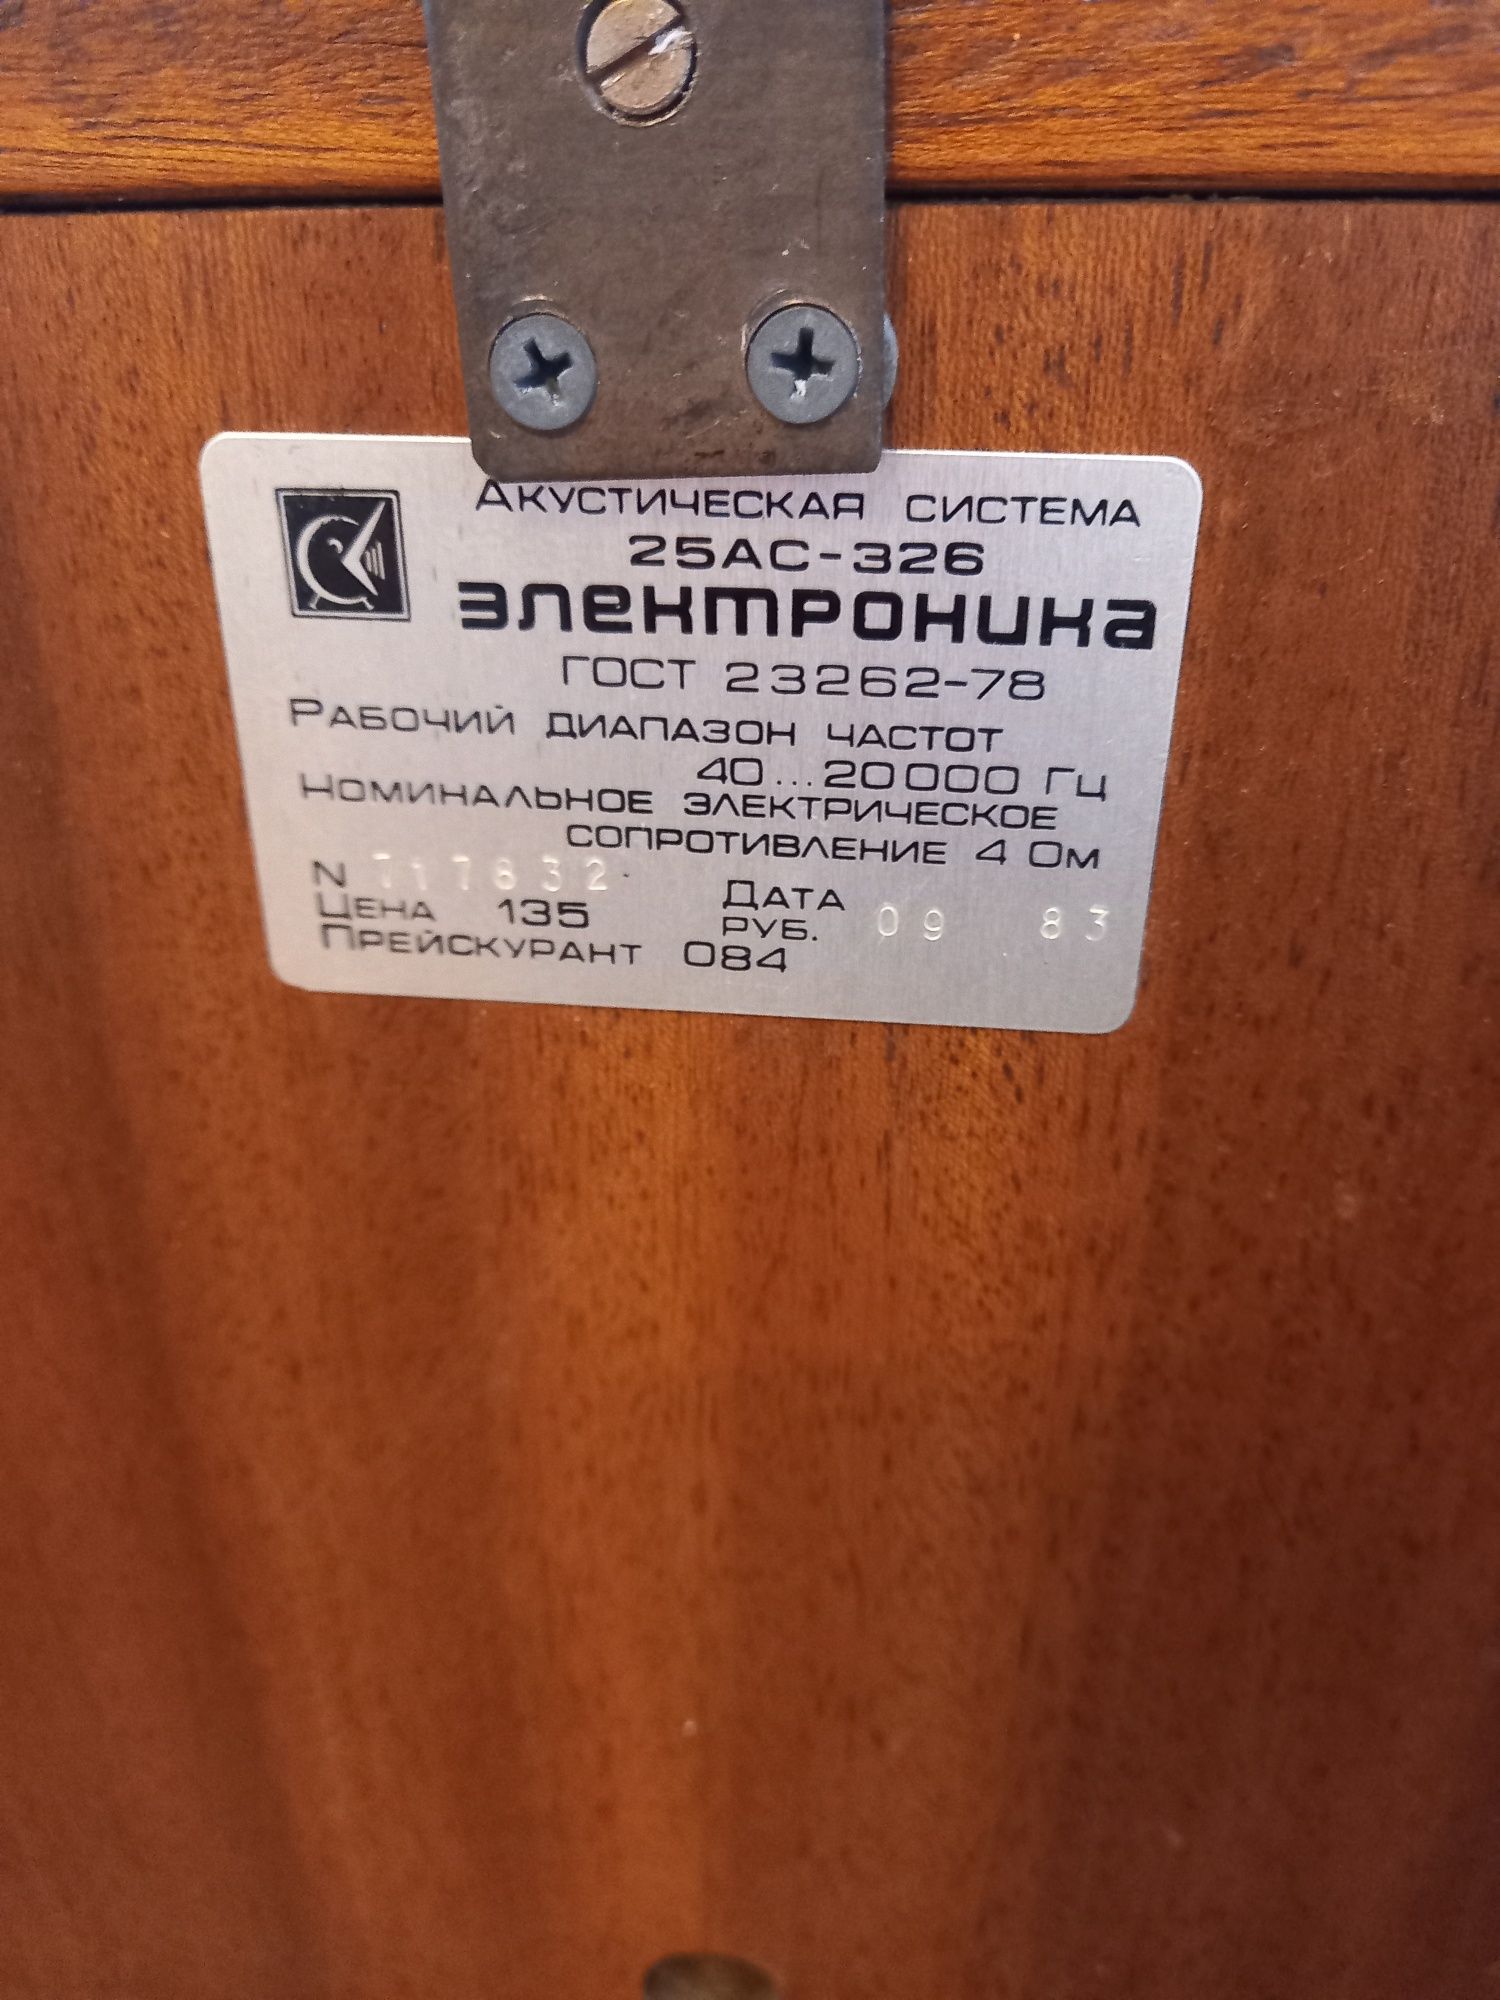 Акустическая система
25АС-326
электроника
ГОСТ 23262-78
Рабочий диапазон частот
40...20000 Гц
Номинальное электрическое
сопротивление 4 Ом
N 717632 Дата 09 83
Цена 135 руб.
Прейскурант 084